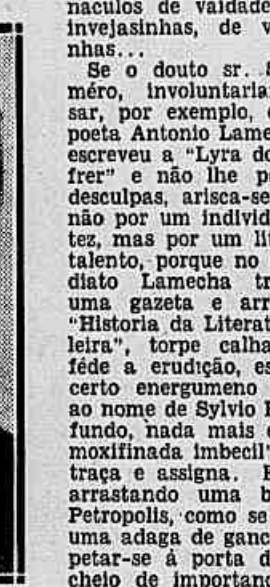 naculos de vaidade
invejasinhas, de v
nhas...
Se o douto sr. S
méro, involuntaria
sar, por exemplo, 
poeta Antonio Lame
escreveu a "Lyra do
frer" e não lhe pe
desculpas, arisca-se
não por um individ
tez, mas por um lit
talento, porque no
diato Lamecha tr
uma gazeta e arr
"Historia da Literat
leira", torpe calha
féde a erudição, es
certo energumeno
ao nome de Sylvio R
fundo, nada mais é
moxifinada imbecil"
traça e assigna. E
arrastando uma b
Petropolis, como se
uma adaga de ganc
petar-se á porta d
cheio de importan